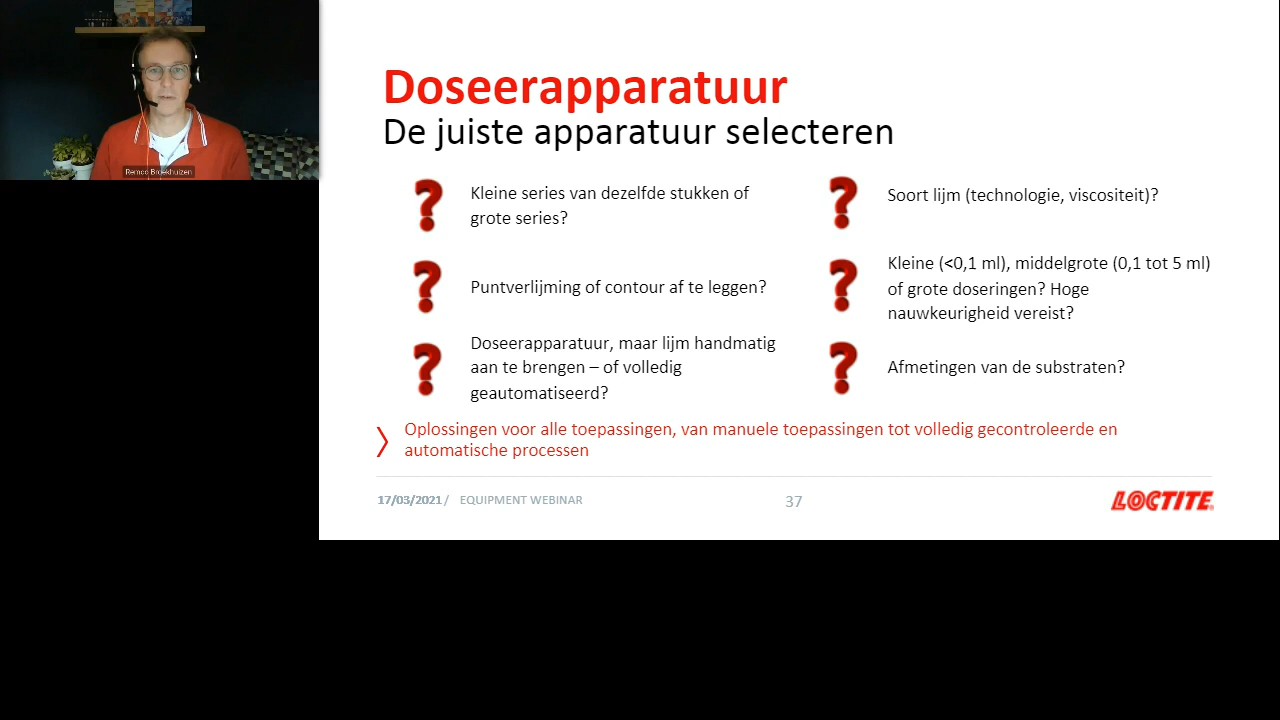 Remco Broekhuizen
Doseerapparatuur
De juiste apparatuur selecteren
Kleine series van dezelfde stukken of
grote series?
Puntverlijming of contour af te leggen?
Doseerapparatuur, maar lijm handmatig
aan te brengen – of volledig
geautomatiseerd?
Soort lijm (technologie, viscositeit)?
Kleine (<0,1 ml), middelgrote (0,1 tot 5 ml)
of grote doseringen? Hoge
nauwkeurigheid vereist?
Afmetingen van de substraten?
Oplossingen voor alle toepassingen, van manuele toepassingen tot volledig gecontroleerde en
automatische processen
17/03/2021 / EQUIPMENT WEBINAR
37
LOCTITE